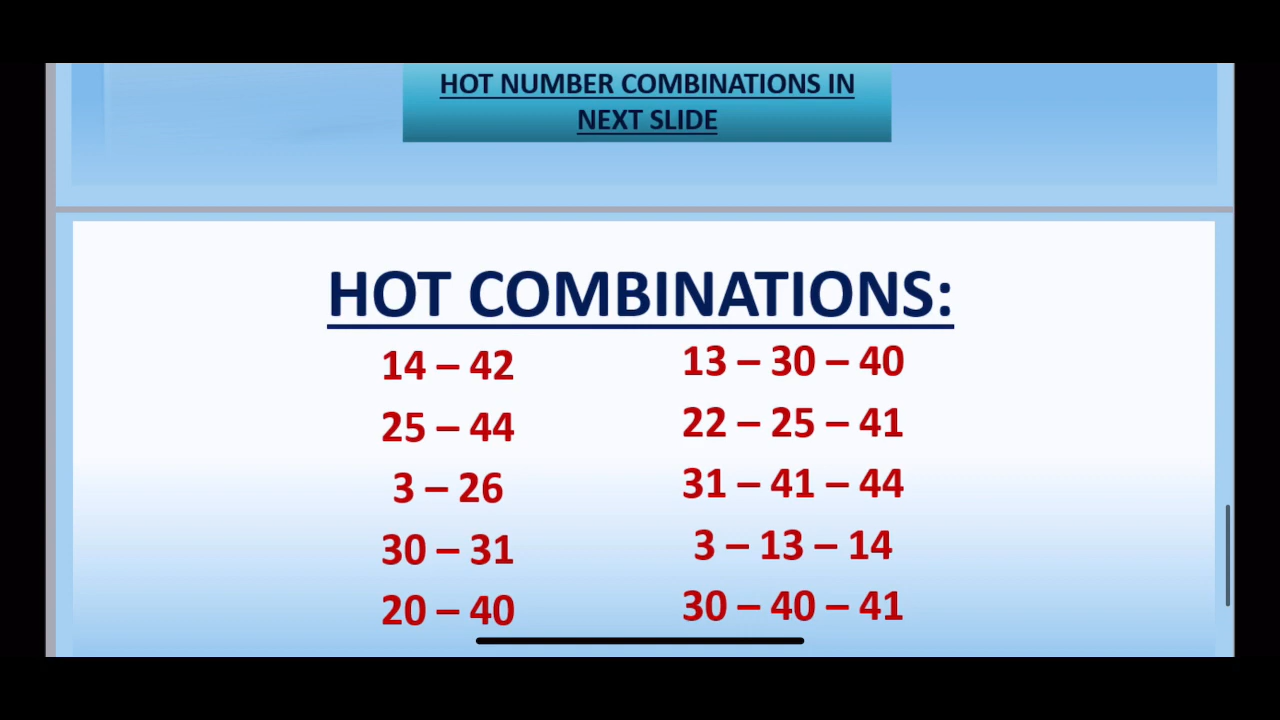 HOT NUMBER COMBINATIONS IN
NEXT SLIDE
HOT COMBINATIONS:
14 – 42
25 – 44
3 – 26
30 – 31
20 – 40
13 – 30 – 40
22 – 25 – 41
31 – 41 – 44
3 – 13 – 14
30 – 40 – 41